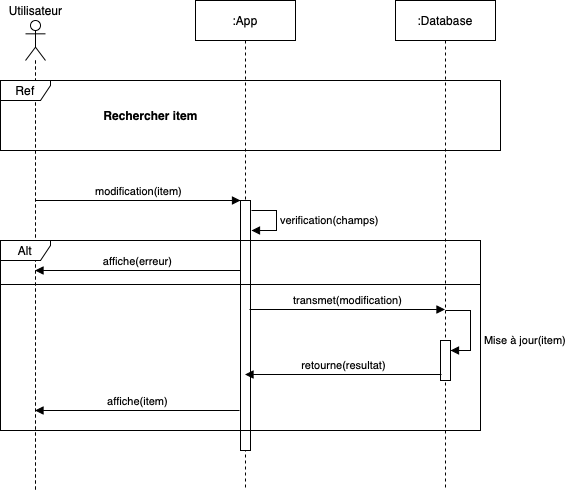 Utilisateur
:App
:Database
Ref
Rechercher item
modification(item)
verification(champs)
Alt
affiche(erreur)
transmet(modification)
Mise à jour(item)
retourne(resultat)
affiche(item)